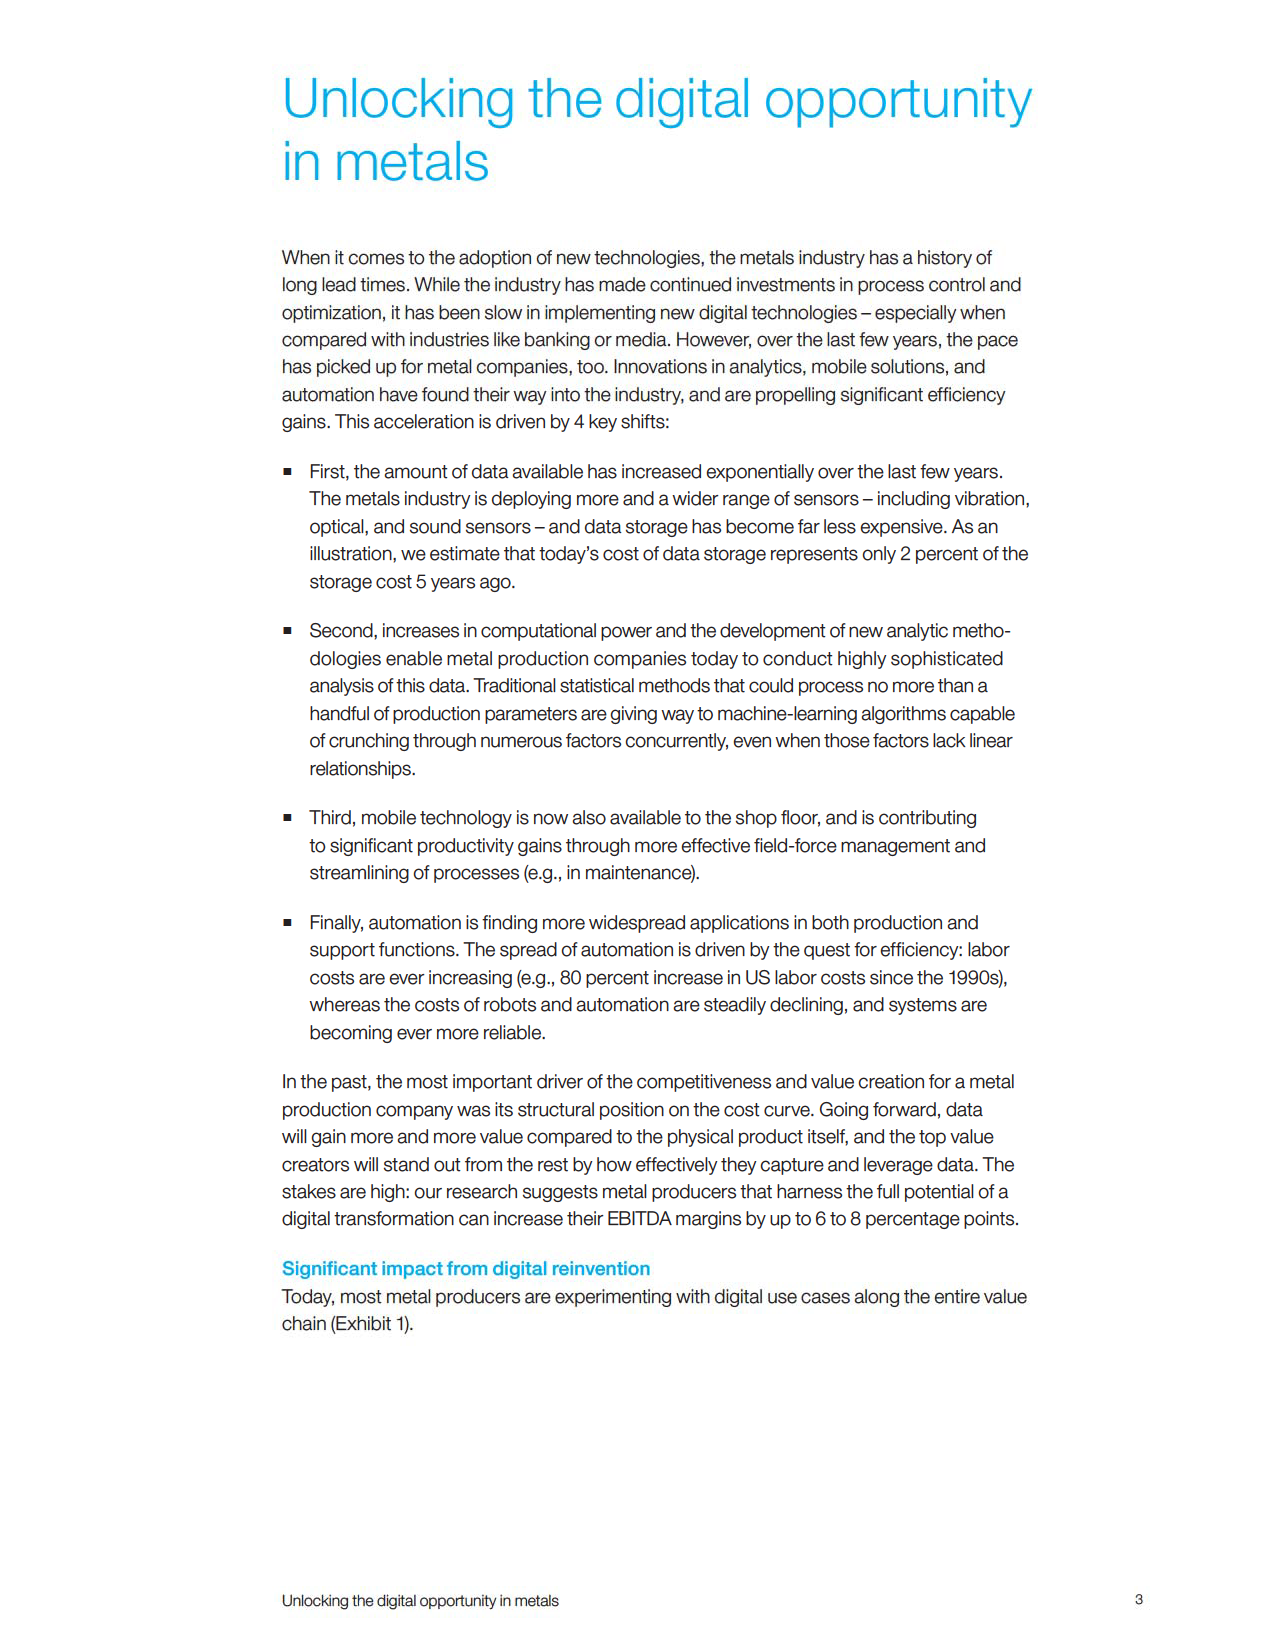 Unlocking the digital opportunity
in metals
When it comes to the adoption of new technologies, the metals industry has a history of
long lead times. While the industry has made continued investments in process control and
optimization, it has been slow in implementing new digital technologies – especially when
compared with industries like banking or media. However, over the last few years, the pace
has picked up for metal companies, too. Innovations in analytics, mobile solutions, and
automation have found their way into the industry, and are propelling significant efficiency
gains. This acceleration is driven by 4 key shifts:
▪ First, the amount of data available has increased exponentially over the last few years.
The metals industry is deploying more and a wider range of sensors – including vibration,
optical, and sound sensors – and data storage has become far less expensive. As an
illustration, we estimate that today’s cost of data storage represents only 2 percent of the
storage cost 5 years ago.
▪ Second, increases in computational power and the development of new analytic metho-
dologies enable metal production companies today to conduct highly sophisticated
analysis of this data. Traditional statistical methods that could process no more than a
handful of production parameters are giving way to machine-learning algorithms capable
of crunching through numerous factors concurrently, even when those factors lack linear
relationships.
▪ Third, mobile technology is now also available to the shop floor, and is contributing
to significant productivity gains through more effective field-force management and
streamlining of processes (e.g., in maintenance).
▪ Finally, automation is finding more widespread applications in both production and
support functions. The spread of automation is driven by the quest for efficiency: labor
costs are ever increasing (e.g., 80 percent increase in US labor costs since the 1990s),
whereas the costs of robots and automation are steadily declining, and systems are
becoming ever more reliable.
In the past, the most important driver of the competitiveness and value creation for a metal
production company was its structural position on the cost curve. Going forward, data
will gain more and more value compared to the physical product itself, and the top value
creators will stand out from the rest by how effectively they capture and leverage data. The
stakes are high: our research suggests metal producers that harness the full potential of a
digital transformation can increase their EBITDA margins by up to 6 to 8 percentage points.
Significant impact from digital reinvention
Today, most metal producers are experimenting with digital use cases along the entire value
chain (Exhibit 1).
Unlocking the digital opportunity in metals 3